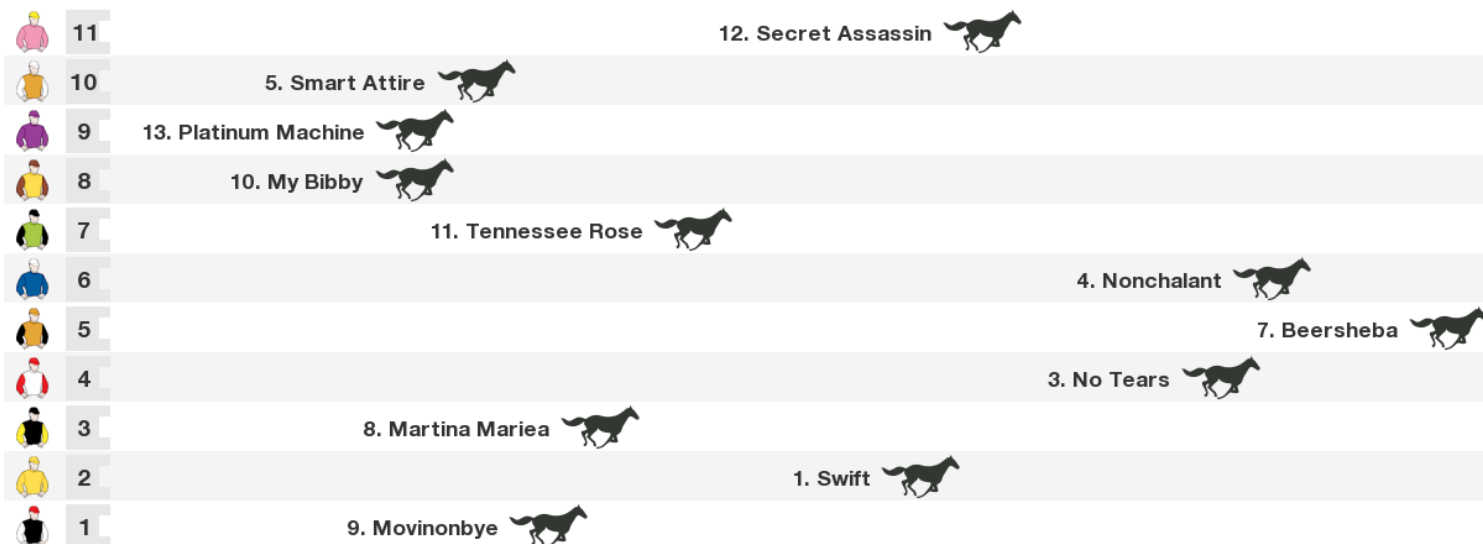 11 12. Secret Assassin
10 5. Smart Attire
9 13. Platinum Machine
8 10. My Bibby
7 11. Tennessee Rose
6 4. Nonchalant
5 7. Beersheba
4 3. No Tears
3 8. Martina Mariea
2 1. Swift
1 9. Movinonbye